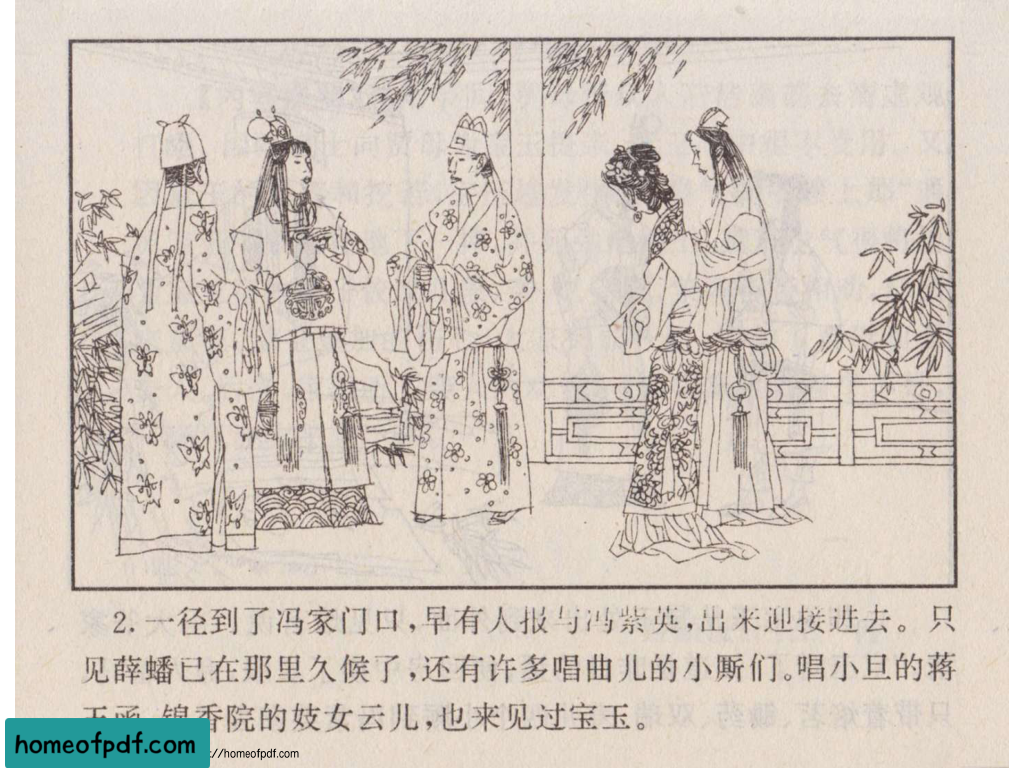 2. 一径到了冯家门口,早有人报与冯紫英,出来迎接进去。只
见薛蟠已在那里久候了,还有许多唱曲儿的小厮们。唱小旦的蒋
玉函、锦香院的妓女云儿,也来见过宝玉。
homeofpdf.com
://homeofpdf.com